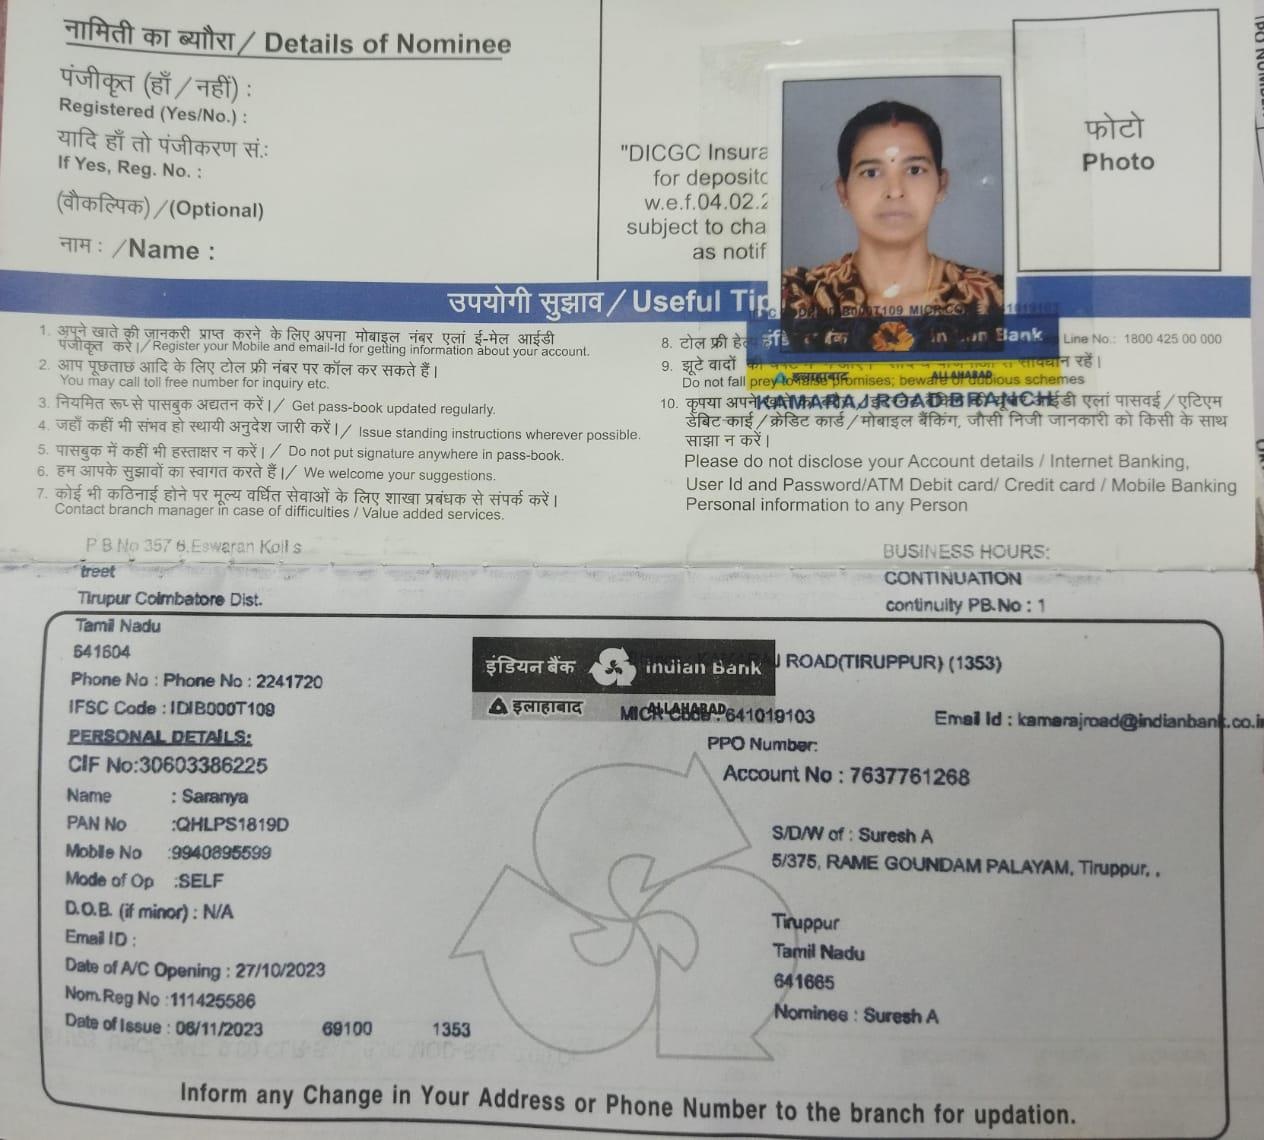 नामिती का ब्यौरा / Details of Nominee
पंजीकृत (हाँ / नहीं) :
Registered (Yes/No.) :
यादि हाँ तो पंजीकरण सं.:
If Yes, Reg. No. :
(वौकल्पिक) / (Optional)
नाम : /Name :
"DICGC Insura
for deposito
w.e.f.04.02.2
subject to cha
as notif
फोटो
Photo
उपयोगी सुझाव / Useful Tip
1. अपने खाते की जानकरी प्राप्त करने के लिए अपना मोबाइल नंबर एलां ई-मेल आईडी
पंजीकृत करें। / Register your Mobile and email-Id for getting information about your account.
2. आप पूछताछ आदि के लिए टोल फ्री नंबर पर कॉल कर सकते हैं।
You may call toll free number for inquiry etc.
3. नियमित रूप से पासबुक अद्यतन करें। / Get pass-book updated regularly.
4. जहाँ कहीं भी संभव हो स्थायी अनुदेश जारी करें। / Issue standing instructions wherever possible.
5. पासबुक में कहीं भी हस्ताक्षर न करें। / Do not put signature anywhere in pass-book.
6. हम आपके सुझावों का स्वागत करते हैं। / We welcome your suggestions.
7. कोई भी कठिनाई होने पर मूल्य वर्धित सेवाओं के लिए शाखा प्रबंधक से संपर्क करें।
Contact branch manager in case of difficulties / Value added services.
8. टोल फ्री Line No.: 1800 425 00 000
9. झूटे वादों सावधान रहें।
Do not fall prey promises; beware of dubious schemes
10. कृपया अपने आईडी एलां पासवर्ड / एटिएम
डेबिट-कार्ड / क्रेडिट कार्ड / मोबाइल बैंकिंग, जौसी निजी जानकारी को किसी के साथ
साझा न करें।
Please do not disclose your Account details / Internet Banking,
User Id and Password/ATM Debit card/ Credit card / Mobile Banking
Personal information to any Person
B000T109 MICR CODE
Bank
इलाहाबाद ALLAHABAD
KAMARAJ ROAD BRANCH
P B No 357 6.Eswaran Koil s
treet
Tirupur Coimbatore Dist.
Tamil Nadu
641604
Phone No : Phone No : 2241720
IFSC Code : IDIB000T109
BUSINESS HOURS:
CONTINUATION
continuity PB.No : 1
इंडियन बैंक Indian Bank
इलाहाबाद ALLAHABAD
ROAD(TIRUPPUR) (1353)
MICR Code : 641019103
Email Id : kamarajroad@indianbank.co.in
PPO Number:
Account No : 7637761268
PERSONAL DETAILS:
CIF No:30603386225
Name : Saranya
PAN No :QHLPS1819D
Mobile No :9940895599
Mode of Op :SELF
D.O.B. (if minor) : N/A
Email ID :
Date of A/C Opening : 27/10/2023
Nom.Reg No :111425586
Date of Issue : 06/11/2023 69100 1353
S/D/W of : Suresh A
5/375, RAME GOUNDAM PALAYAM, Tiruppur, .
Tiruppur
Tamil Nadu
641665
Nominee : Suresh A
Inform any Change in Your Address or Phone Number to the branch for updation.